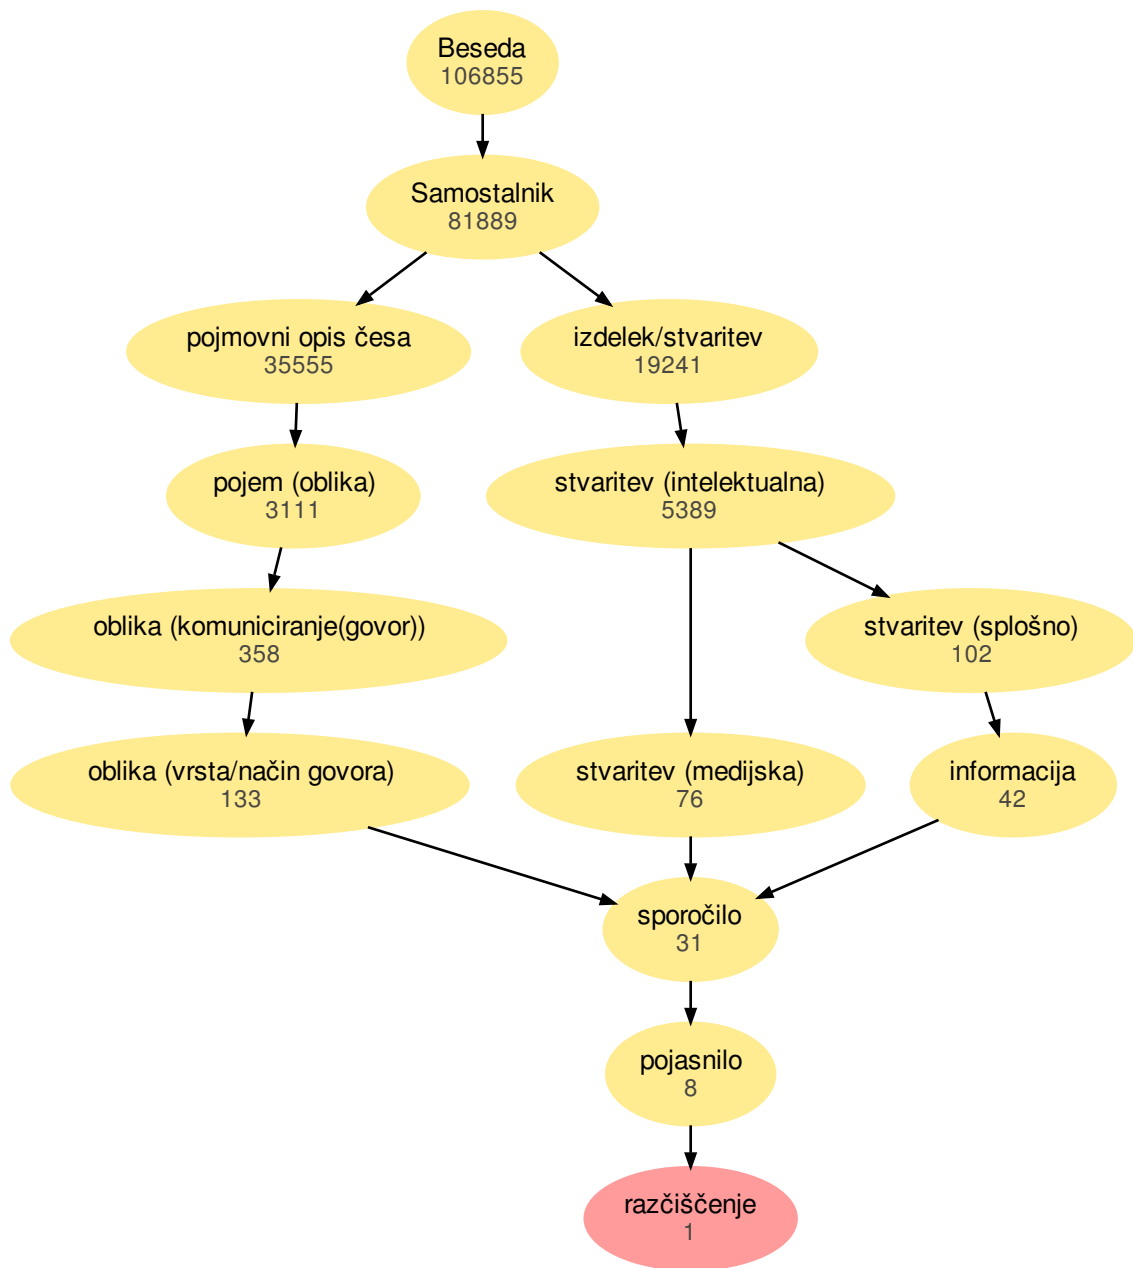 Beseda
106855
Samostalnik
81889
pojmovni opis česa
35555
izdelek/stvaritev
19241
pojem (oblika)
3111
stvaritev (intelektualna)
5389
oblika (komuniciranje(govor))
358
stvaritev (splošno)
102
oblika (vrsta/način govora)
133
stvaritev (medijska)
76
informacija
42
sporočilo
31
pojasnilo
8
razčiščenje
1